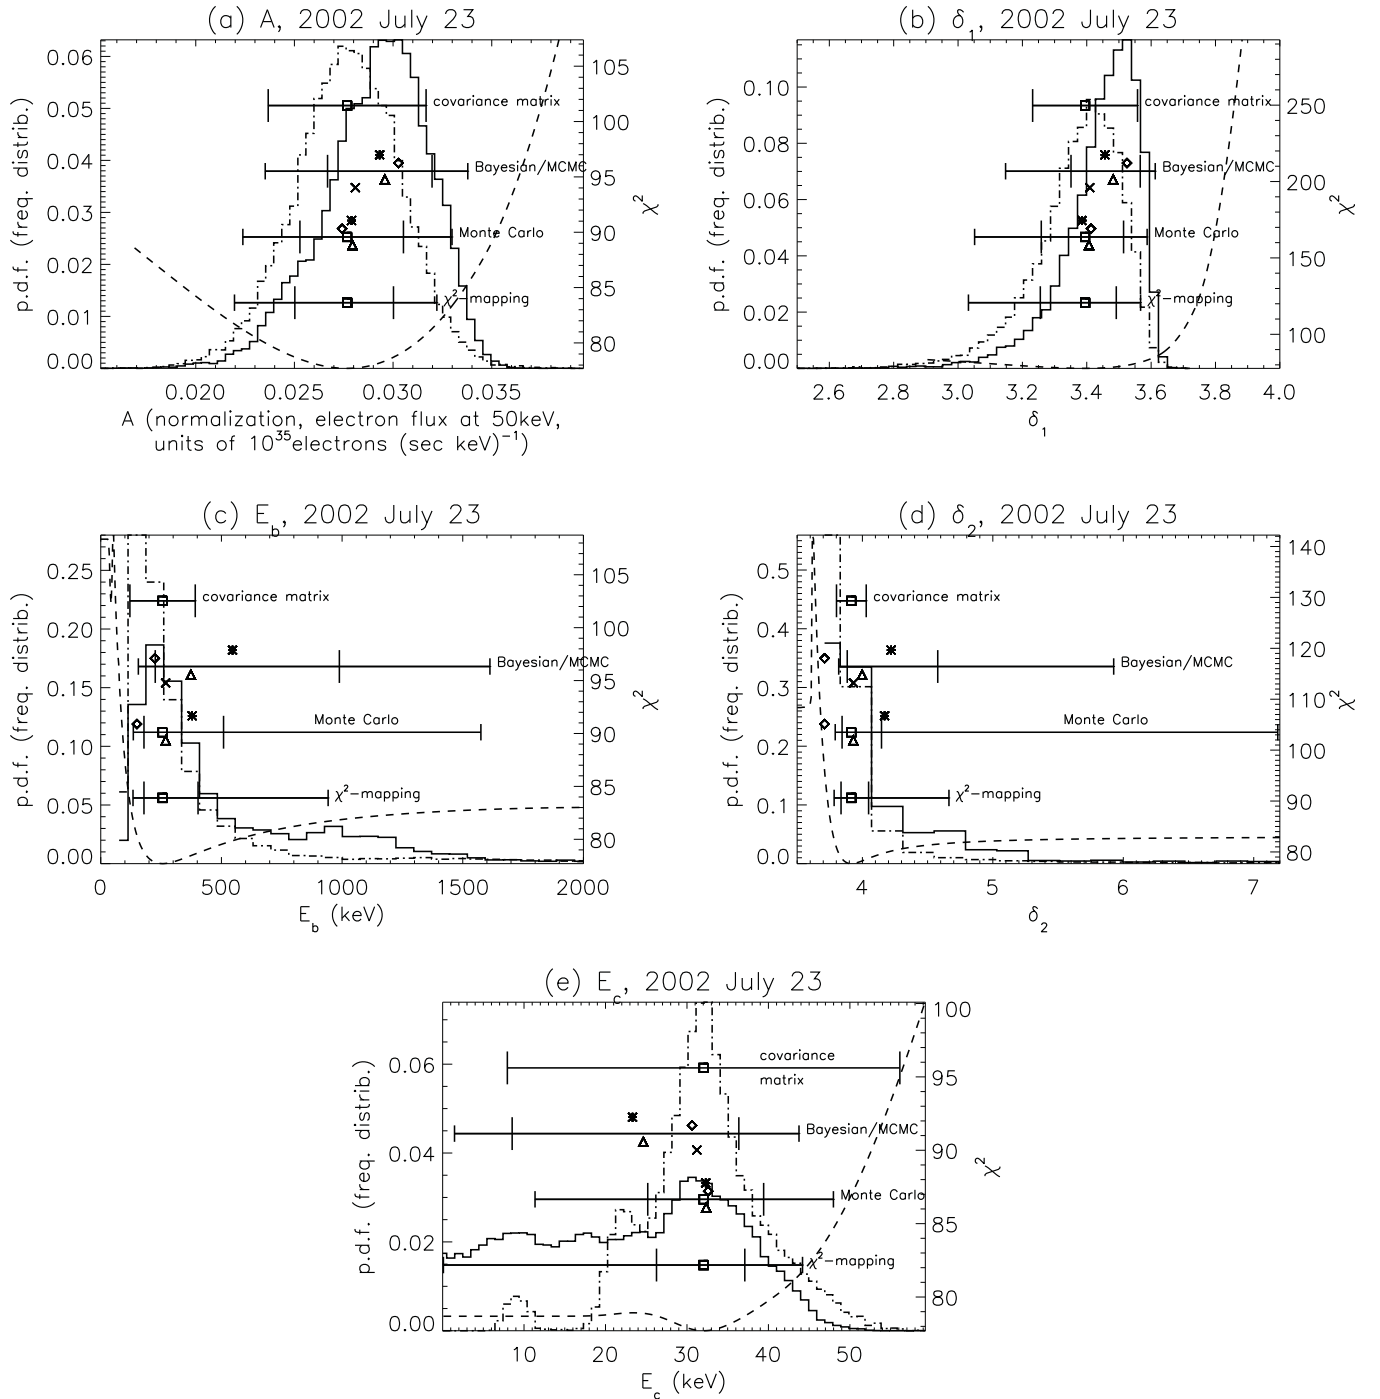 (a) A, 2002 July 23
p.d.f. (freq. distrib.)
0.06
0.05
0.04
0.03
0.02
0.01
0.00
105
100
95
90
85
80
χ²
covariance matrix
Bayesian/MCMC
Monte Carlo
χ²-mapping
0.020 0.025 0.030 0.035
A (normalization, electron flux at 50keV,
units of 10³⁵electrons (sec keV)⁻¹)
(b) δ₁, 2002 July 23
p.d.f. (freq. distrib.)
0.10
0.08
0.06
0.04
0.02
0.00
250
200
150
100
χ²
covariance matrix
Bayesian/MCMC
Monte Carlo
χ²-mapping
2.6 2.8 3.0 3.2 3.4 3.6 3.8 4.0
δ₁
(c) E_b, 2002 July 23
p.d.f. (freq. distrib.)
0.25
0.20
0.15
0.10
0.05
0.00
105
100
95
90
85
80
χ²
covariance matrix
Bayesian/MCMC
Monte Carlo
χ²-mapping
0 500 1000 1500 2000
E_b (keV)
(d) δ₂, 2002 July 23
p.d.f. (freq. distrib.)
0.5
0.4
0.3
0.2
0.1
0.0
140
130
120
110
100
90
80
χ²
covariance matrix
Bayesian/MCMC
Monte Carlo
χ²-mapping
4 5 6 7
δ₂
(e) E_c, 2002 July 23
p.d.f. (freq. distrib.)
0.06
0.04
0.02
0.00
100
95
90
85
80
χ²
covariance
matrix
Bayesian/MCMC
Monte Carlo
χ²-mapping
10 20 30 40 50
E_c (keV)